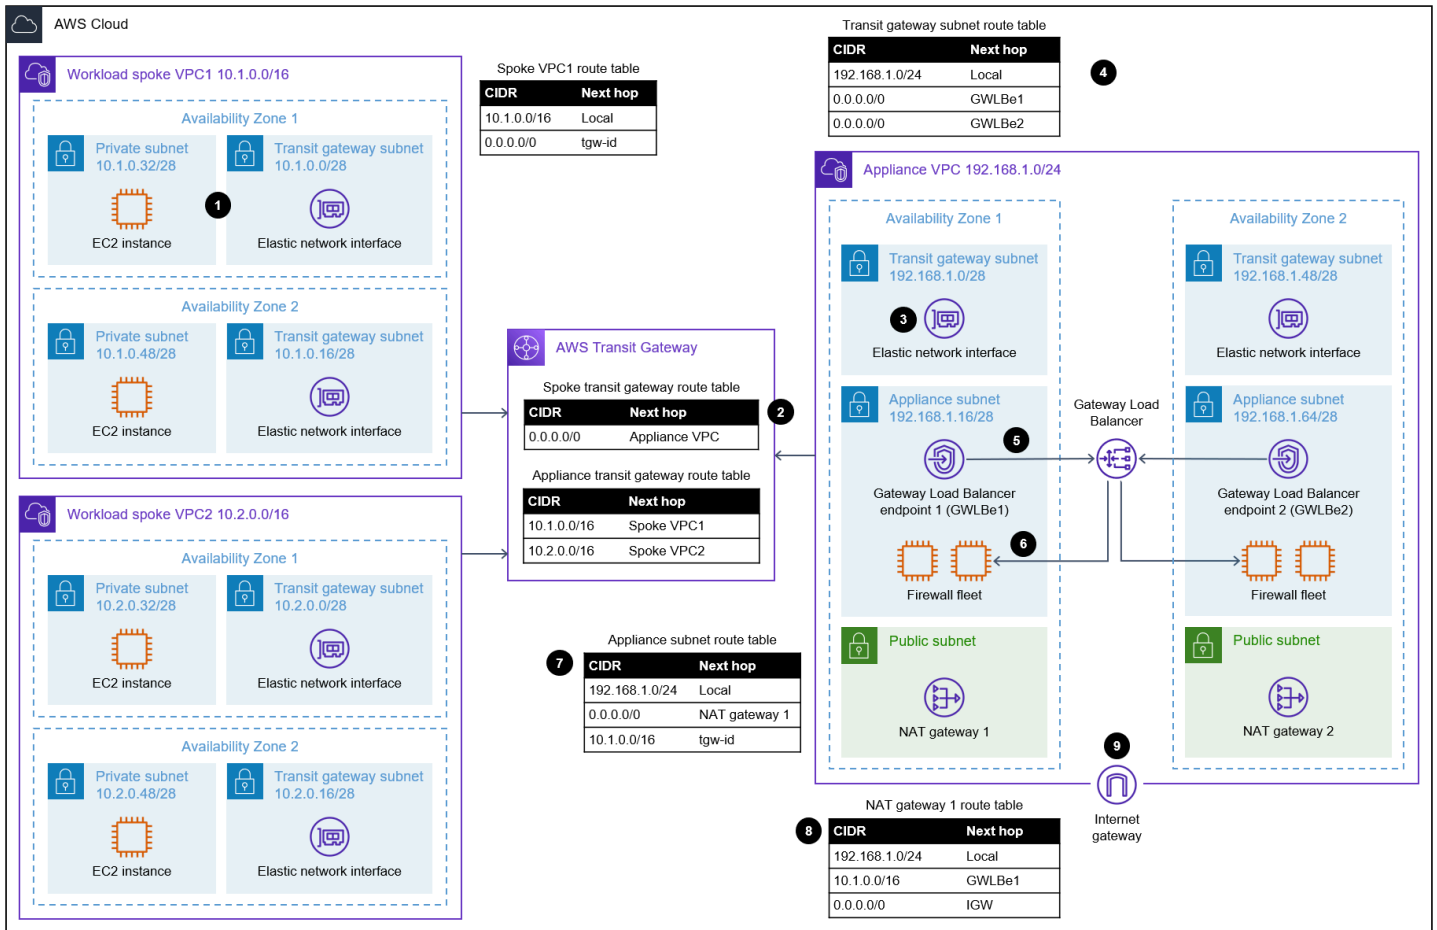 AWS Cloud
Workload spoke VPC1 10.1.0.0/16
Availability Zone 1
Private subnet
10.1.0.32/28
EC2 instance
1
Transit gateway subnet
10.1.0.0/28
Elastic network interface
Availability Zone 2
Private subnet
10.1.0.48/28
EC2 instance
Transit gateway subnet
10.1.0.16/28
Elastic network interface
Workload spoke VPC2 10.2.0.0/16
Availability Zone 1
Private subnet
10.2.0.32/28
EC2 instance
Transit gateway subnet
10.2.0.0/28
Elastic network interface
Availability Zone 2
Private subnet
10.2.0.48/28
EC2 instance
Transit gateway subnet
10.2.0.16/28
Elastic network interface
Spoke VPC1 route table
CIDR Next hop
10.1.0.0/16 Local
0.0.0.0/0 tgw-id
AWS Transit Gateway
Spoke transit gateway route table
CIDR Next hop
0.0.0.0/0 Appliance VPC
2
Appliance transit gateway route table
CIDR Next hop
10.1.0.0/16 Spoke VPC1
10.2.0.0/16 Spoke VPC2
Appliance subnet route table
7
CIDR Next hop
192.168.1.0/24 Local
0.0.0.0/0 NAT gateway 1
10.1.0.0/16 tgw-id
Transit gateway subnet route table
CIDR Next hop
192.168.1.0/24 Local
0.0.0.0/0 GWLBe1
0.0.0.0/0 GWLBe2
4
Appliance VPC 192.168.1.0/24
Availability Zone 1
Transit gateway subnet
192.168.1.0/28
3
Elastic network interface
Appliance subnet
192.168.1.16/28
5
Gateway Load Balancer
endpoint 1 (GWLBe1)
6
Firewall fleet
Public subnet
NAT gateway 1
Gateway Load
Balancer
Availability Zone 2
Transit gateway subnet
192.168.1.48/28
Elastic network interface
Appliance subnet
192.168.1.64/28
Gateway Load Balancer
endpoint 2 (GWLBe2)
Firewall fleet
Public subnet
NAT gateway 2
9
Internet
gateway
NAT gateway 1 route table
8
CIDR Next hop
192.168.1.0/24 Local
10.1.0.0/16 GWLBe1
0.0.0.0/0 IGW